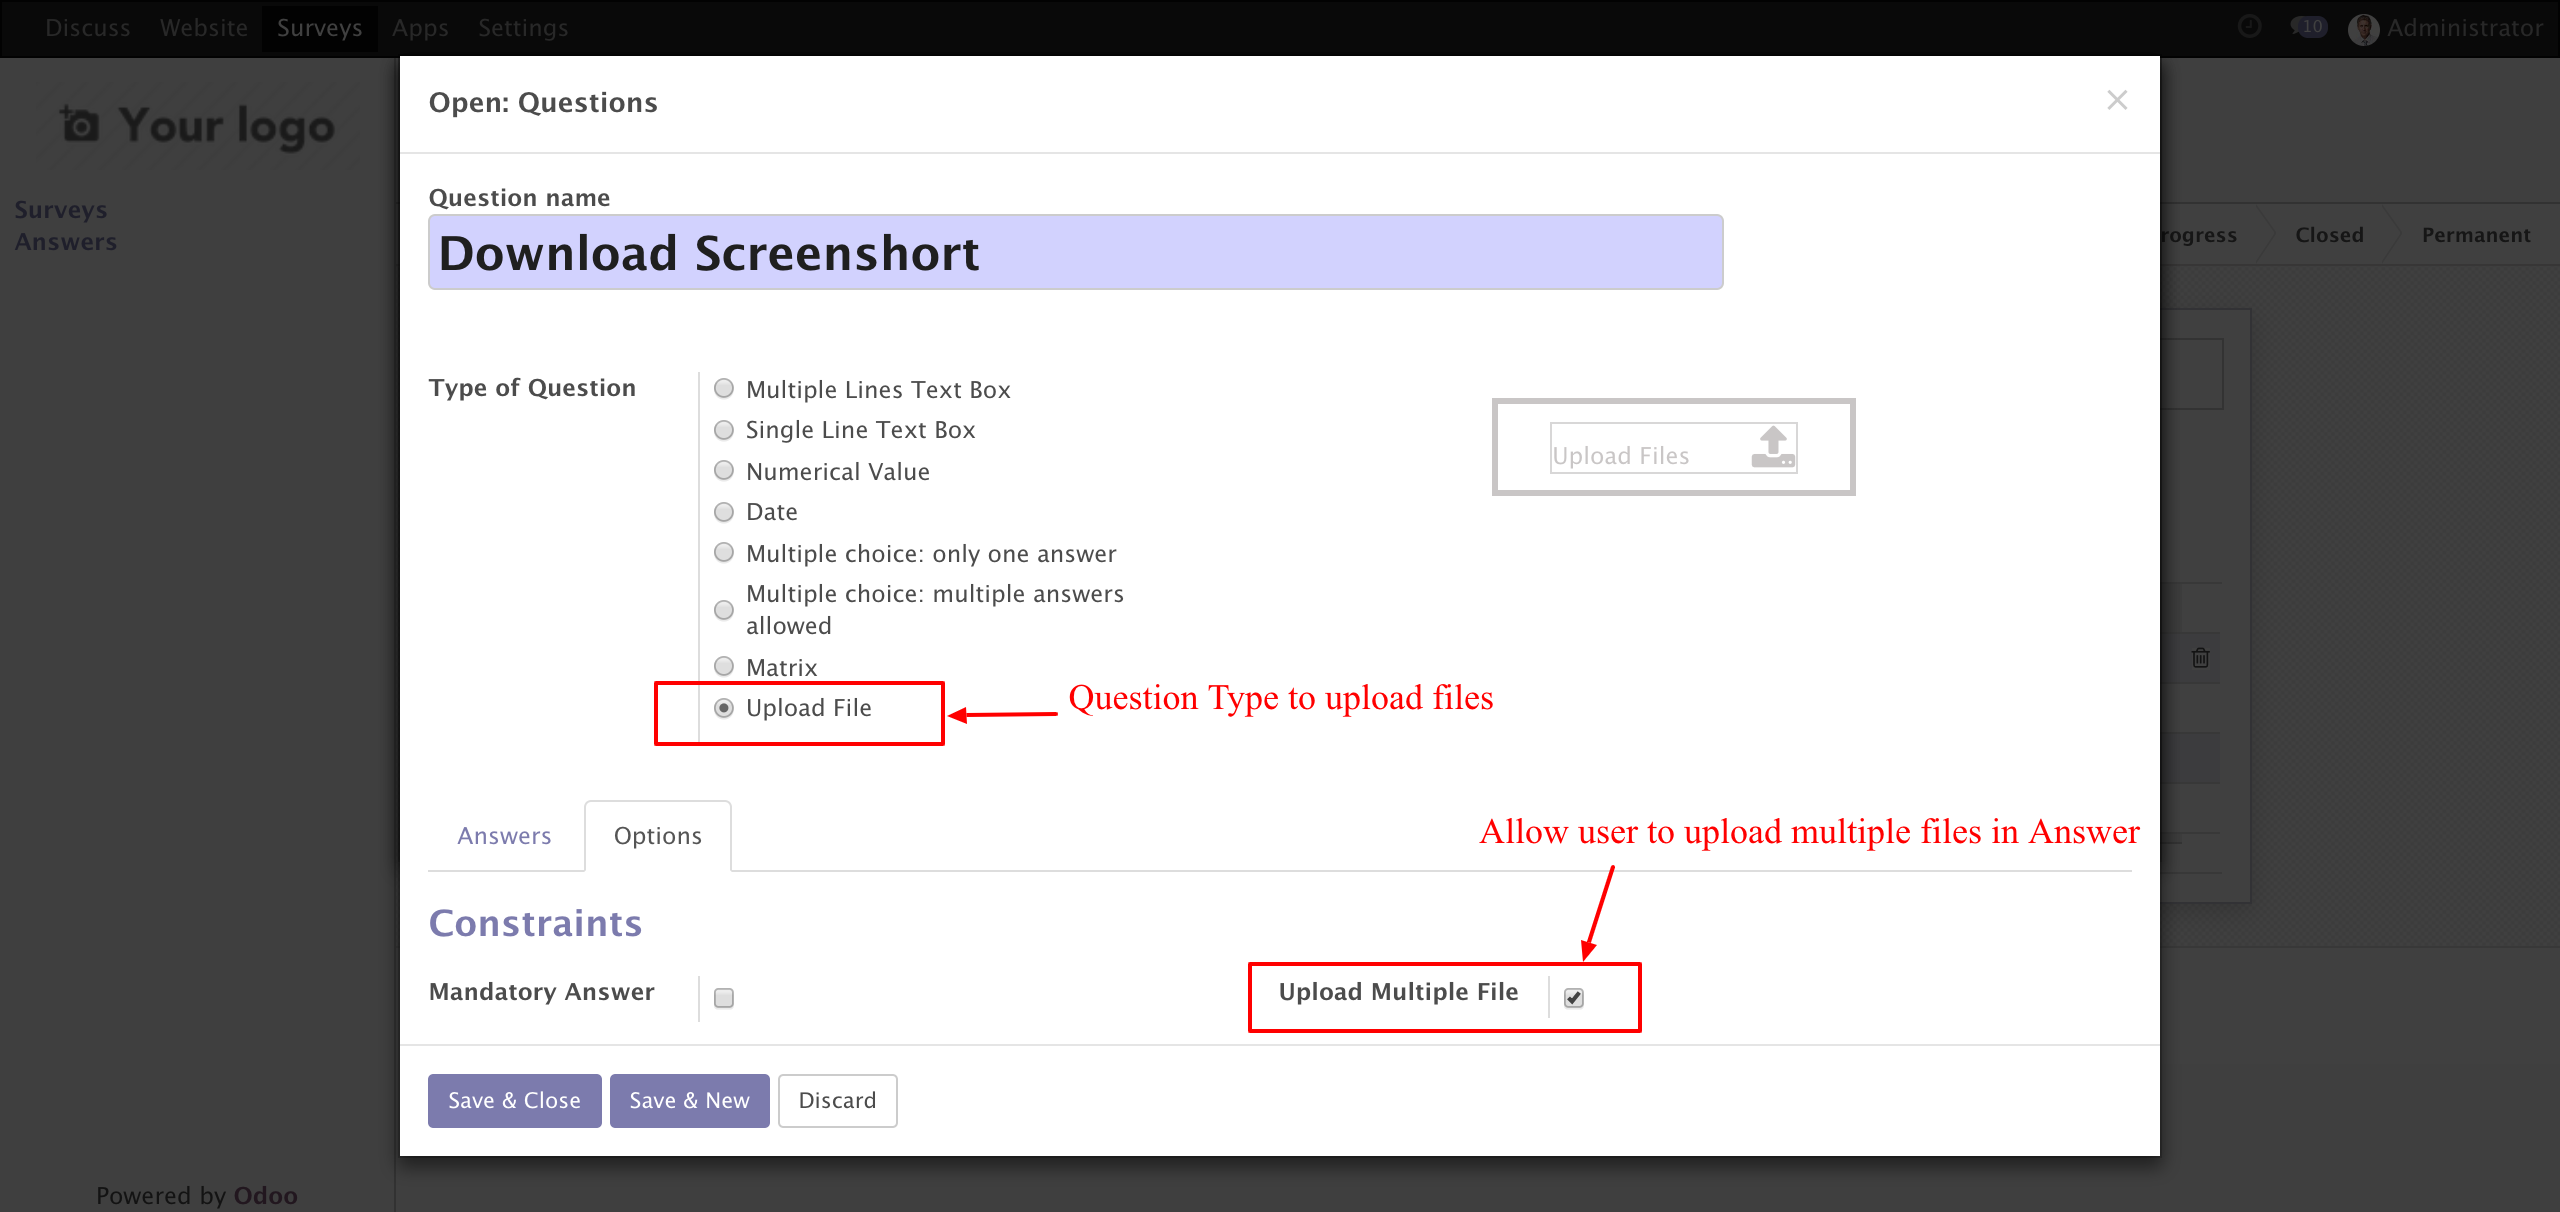 Discuss Website Surveys Apps Settings 10 Administrator
Your logo
Surveys
Answers
Open: Questions
Question name
Download Screenshort
rogress Closed Permanent
Type of Question
Multiple Lines Text Box
Single Line Text Box
Numerical Value
Date
Multiple choice: only one answer
Multiple choice: multiple answers
allowed
Matrix
Upload File
Upload Files
Question Type to upload files
Answers Options
Allow user to upload multiple files in Answer
Constraints
Mandatory Answer
Upload Multiple File
Save & Close Save & New Discard
Powered by Odoo